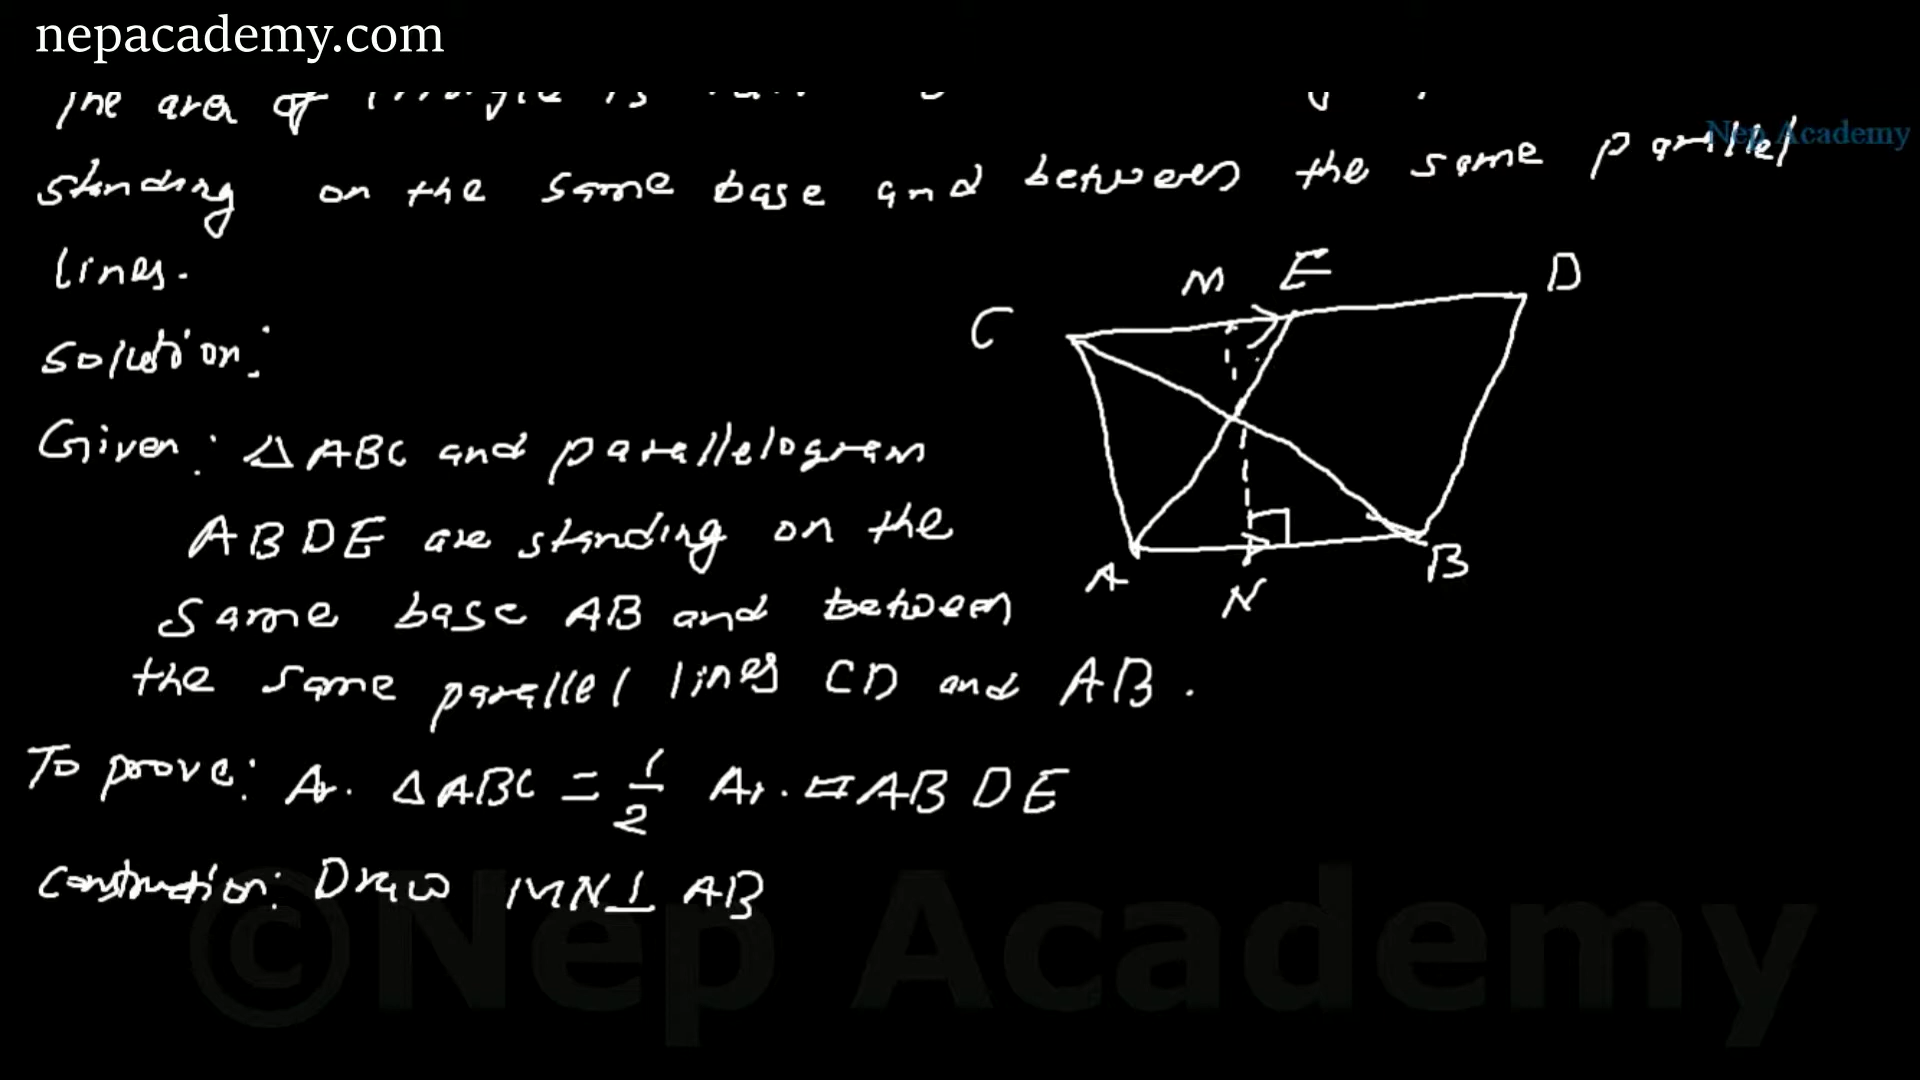 nepacademy.com
The area of
Nep Academy
standing on the same base and between the same parallel
lines.
solution:
Given: △ABC and parallelogram
ABDE are standing on the
same base AB and between
the same parallel lines CD and AB.
To prove: Ar. △ABC = 1/2 Ar. ▱ABDE
Construction: Draw MN⊥ AB
M E D
C
A N B
©Nep Academy